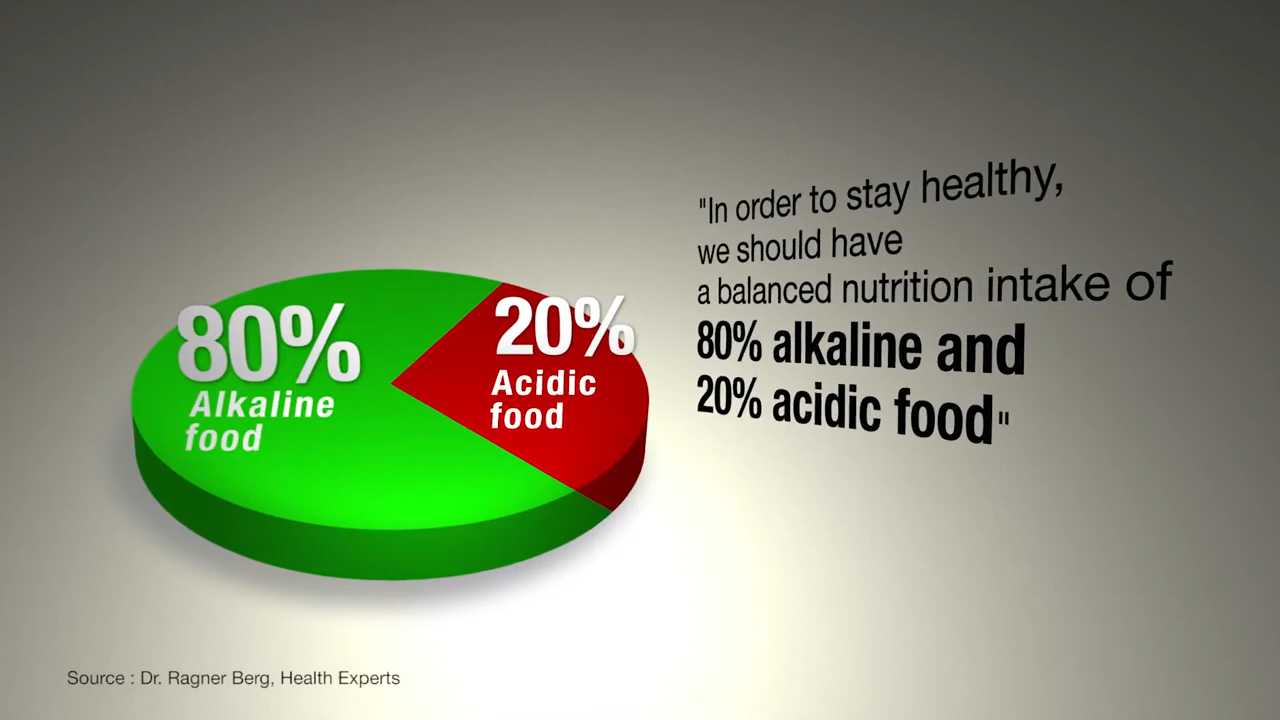 80%
Alkaline
food
20%
Acidic
food
"In order to stay healthy,
we should have
a balanced nutrition intake of
80% alkaline and
20% acidic food"
Source : Dr. Ragner Berg, Health Experts